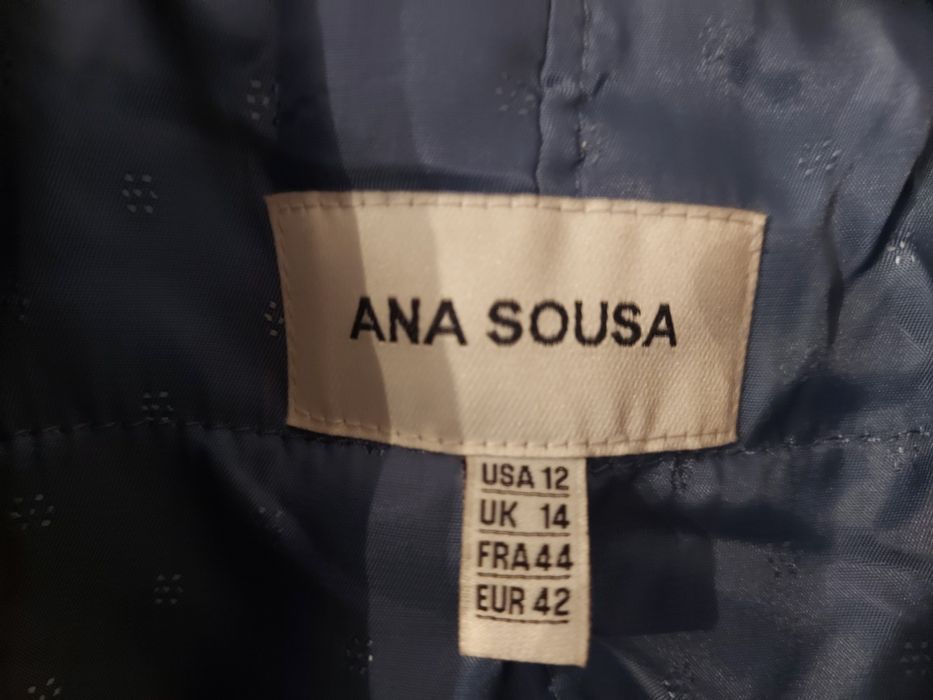 ANA SOUSA
USA 12
UK 14
FRA 44
EUR 42